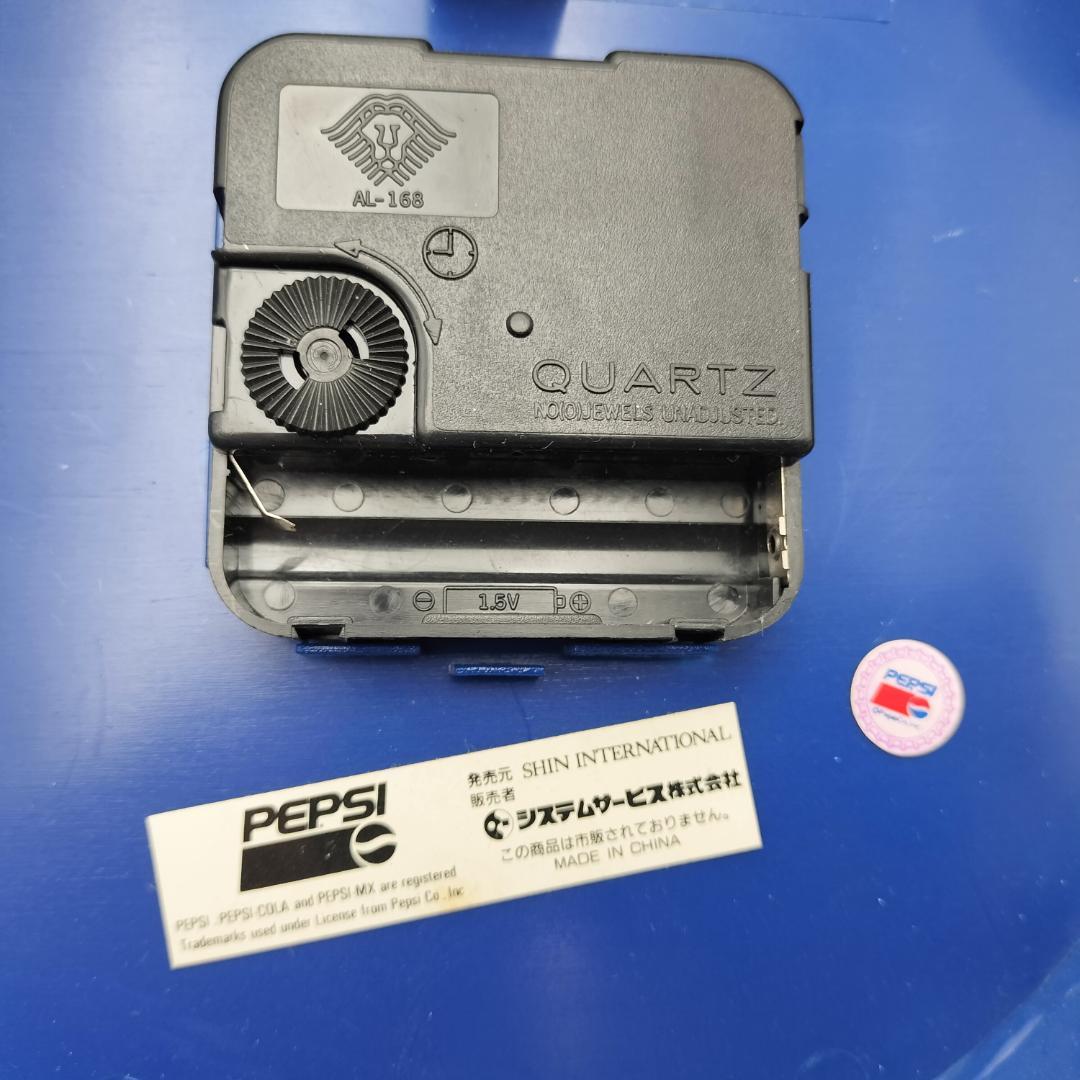 AL-168
QUARTZ
NO(0)JEWELS UNADJUSTED.
⊖ 1.5V ⊕
PEPSI
発売元 SHIN INTERNATIONAL
販売者 システムサービス株式会社
この商品は市販されておりません。
MADE IN CHINA
PEPSI .PEPSI-COLA and PEPSI-MX are registered
Trademarks used under License from Pepsi Co .,Inc
PEPSI